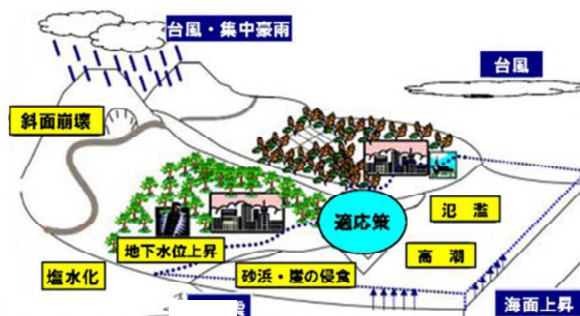 台風・集中豪雨
台風
斜面崩壊
適応策
氾 濫
地下水位上昇
高 潮
塩水化
砂浜・崖の侵食
海面上昇